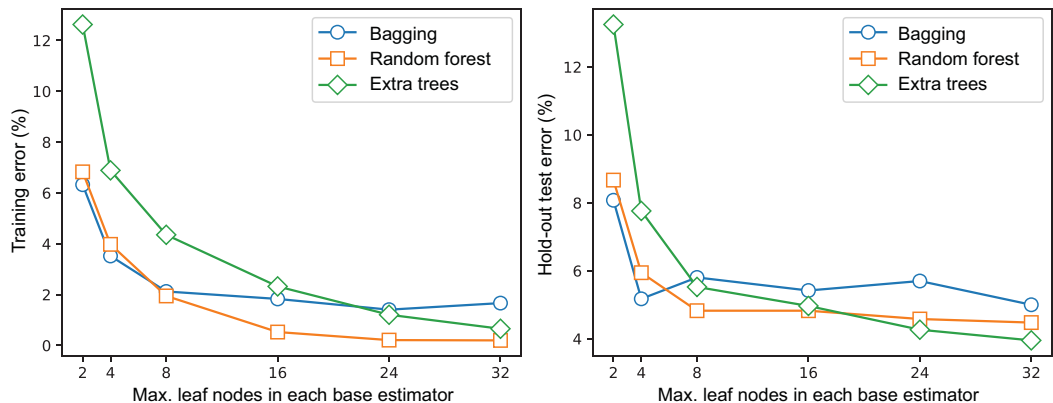 12
10
8
6
4
2
0
Training error (%)
Bagging
Random forest
Extra trees
2 4 8 16 24 32
Max. leaf nodes in each base estimator
12
10
8
6
4
Hold-out test error (%)
Bagging
Random forest
Extra trees
2 4 8 16 24 32
Max. leaf nodes in each base estimator